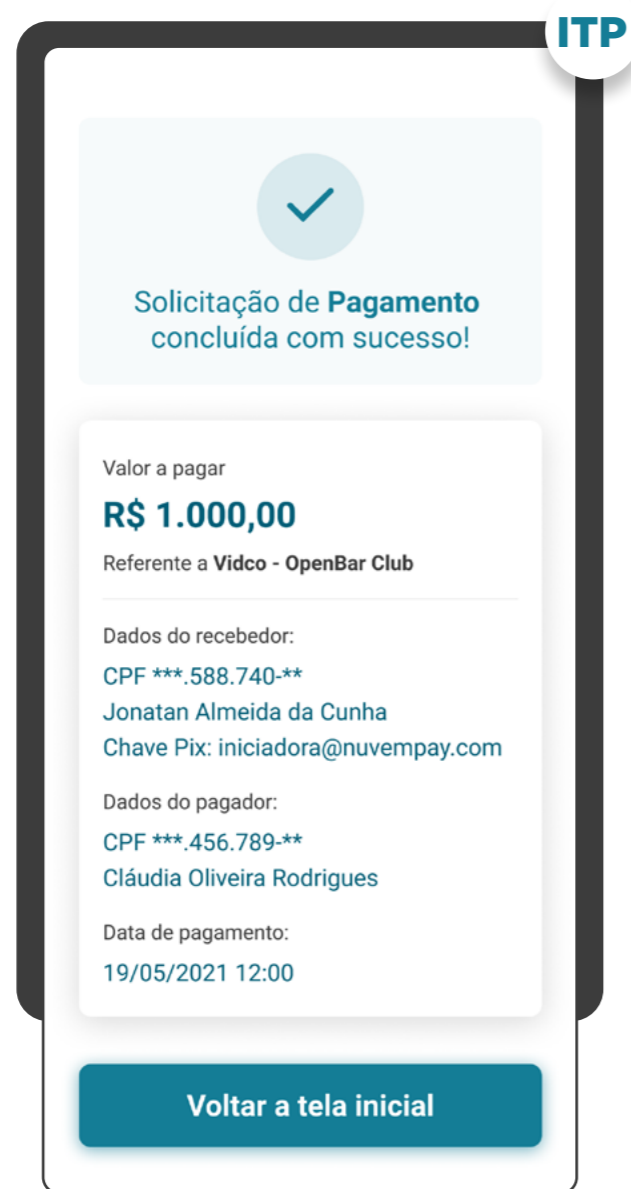 ITP
Solicitação de Pagamento
concluída com sucesso!
Valor a pagar
R$ 1.000,00
Referente a Vidco - OpenBar Club
Dados do recebedor:
CPF ***.588.740-**
Jonatan Almeida da Cunha
Chave Pix: iniciadora@nuvempay.com
Dados do pagador:
CPF ***.456.789-**
Cláudia Oliveira Rodrigues
Data de pagamento:
19/05/2021 12:00
Voltar a tela inicial